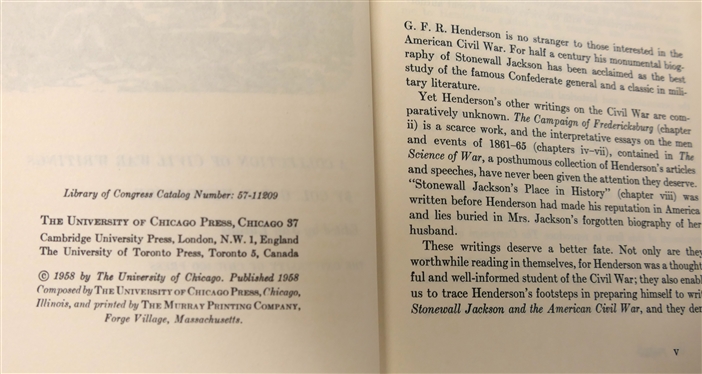 Library of Congress Catalog Number: 57-11209
THE UNIVERSITY OF CHICAGO PRESS, CHICAGO 37
Cambridge University Press, London, N.W. 1, England
The University of Toronto Press, Toronto 5, Canada
© 1958 by The University of Chicago. Published 1958
Composed by THE UNIVERSITY OF CHICAGO PRESS, Chicago,
Illinois, and printed by THE MURRAY PRINTING COMPANY,
Forge Village, Massachusetts.
G. F. R. Henderson is no stranger to those interested in the
American Civil War. For half a century his monumental biog-
raphy of Stonewall Jackson has been acclaimed as the best
study of the famous Confederate general and a classic in mili-
tary literature.
Yet Henderson's other writings on the Civil War are com-
paratively unknown. The Campaign of Fredericksburg (chapter
ii) is a scarce work, and the interpretative essays on the men
and events of 1861–65 (chapters iv–vii), contained in The
Science of War, a posthumous collection of Henderson's articles
and speeches, have never been given the attention they deserve.
"Stonewall Jackson's Place in History" (chapter viii) was
written before Henderson had made his reputation in America
and lies buried in Mrs. Jackson's forgotten biography of her
husband.
These writings deserve a better fate. Not only are they
worthwhile reading in themselves, for Henderson was a thought
ful and well-informed student of the Civil War; they also enabl
us to trace Henderson's footsteps in preparing himself to writ
Stonewall Jackson and the American Civil War, and they dem
v